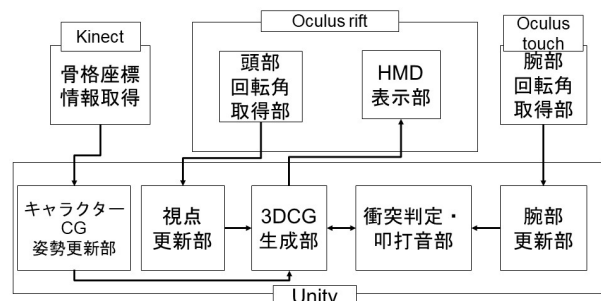 Oculus rift
Kinect
Oculus
touch
骨格座標
情報取得
頭部
回転角
取得部
HMD
表示部
腕部
回転角
取得部
キャラクター
CG
姿勢更新部
視点
更新部
3DCG
生成部
衝突判定・
叩打音部
腕部
更新部
Unity